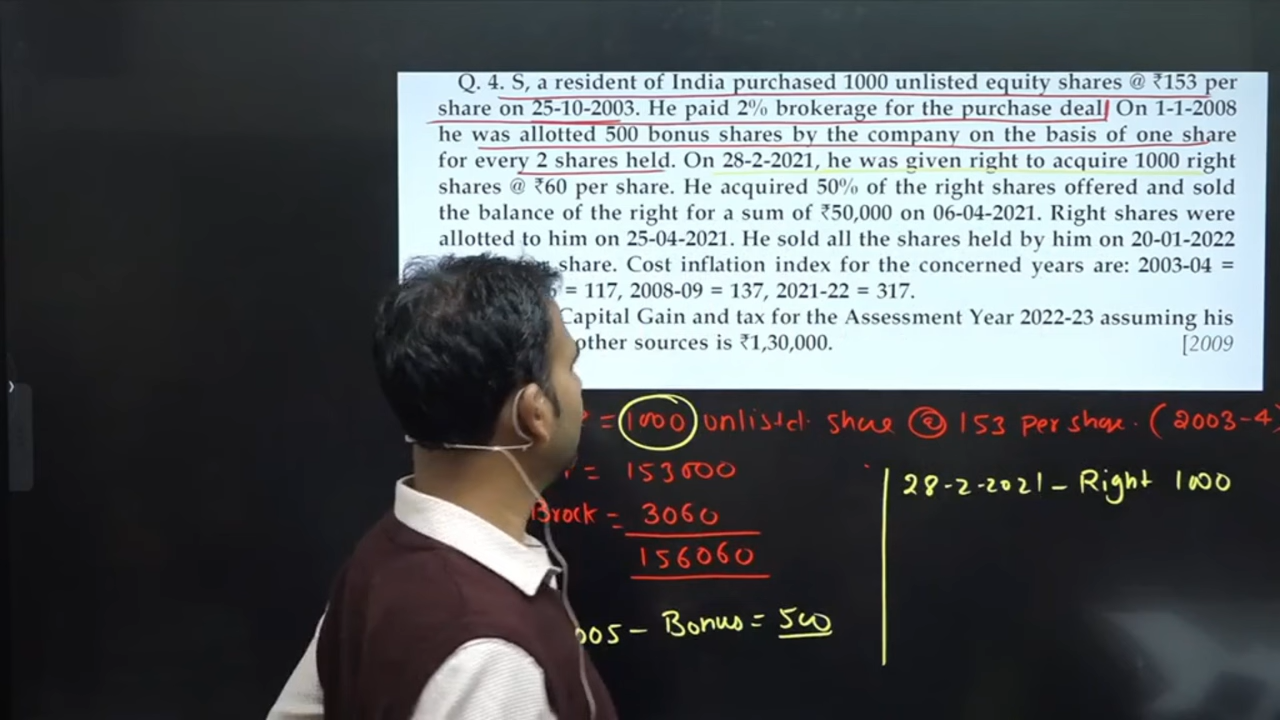 Q. 4. S, a resident of India purchased 1000 unlisted equity shares @ ₹153 per
share on 25-10-2003. He paid 2% brokerage for the purchase deal. On 1-1-2008
he was allotted 500 bonus shares by the company on the basis of one share
for every 2 shares held. On 28-2-2021, he was given right to acquire 1000 right
shares @ ₹60 per share. He acquired 50% of the right shares offered and sold
the balance of the right for a sum of ₹50,000 on 06-04-2021. Right shares were
allotted to him on 25-04-2021. He sold all the shares held by him on 20-01-2022
share. Cost inflation index for the concerned years are: 2003-04 =
= 117, 2008-09 = 137, 2021-22 = 317.
Capital Gain and tax for the Assessment Year 2022-23 assuming his
other sources is ₹1,30,000. [2009
= 1000 unlistd. share @ 153 per share. (2003-4
= 153000
28-2-2021 - Right 1000
Brock = 3060
156060
005 - Bonus = 500